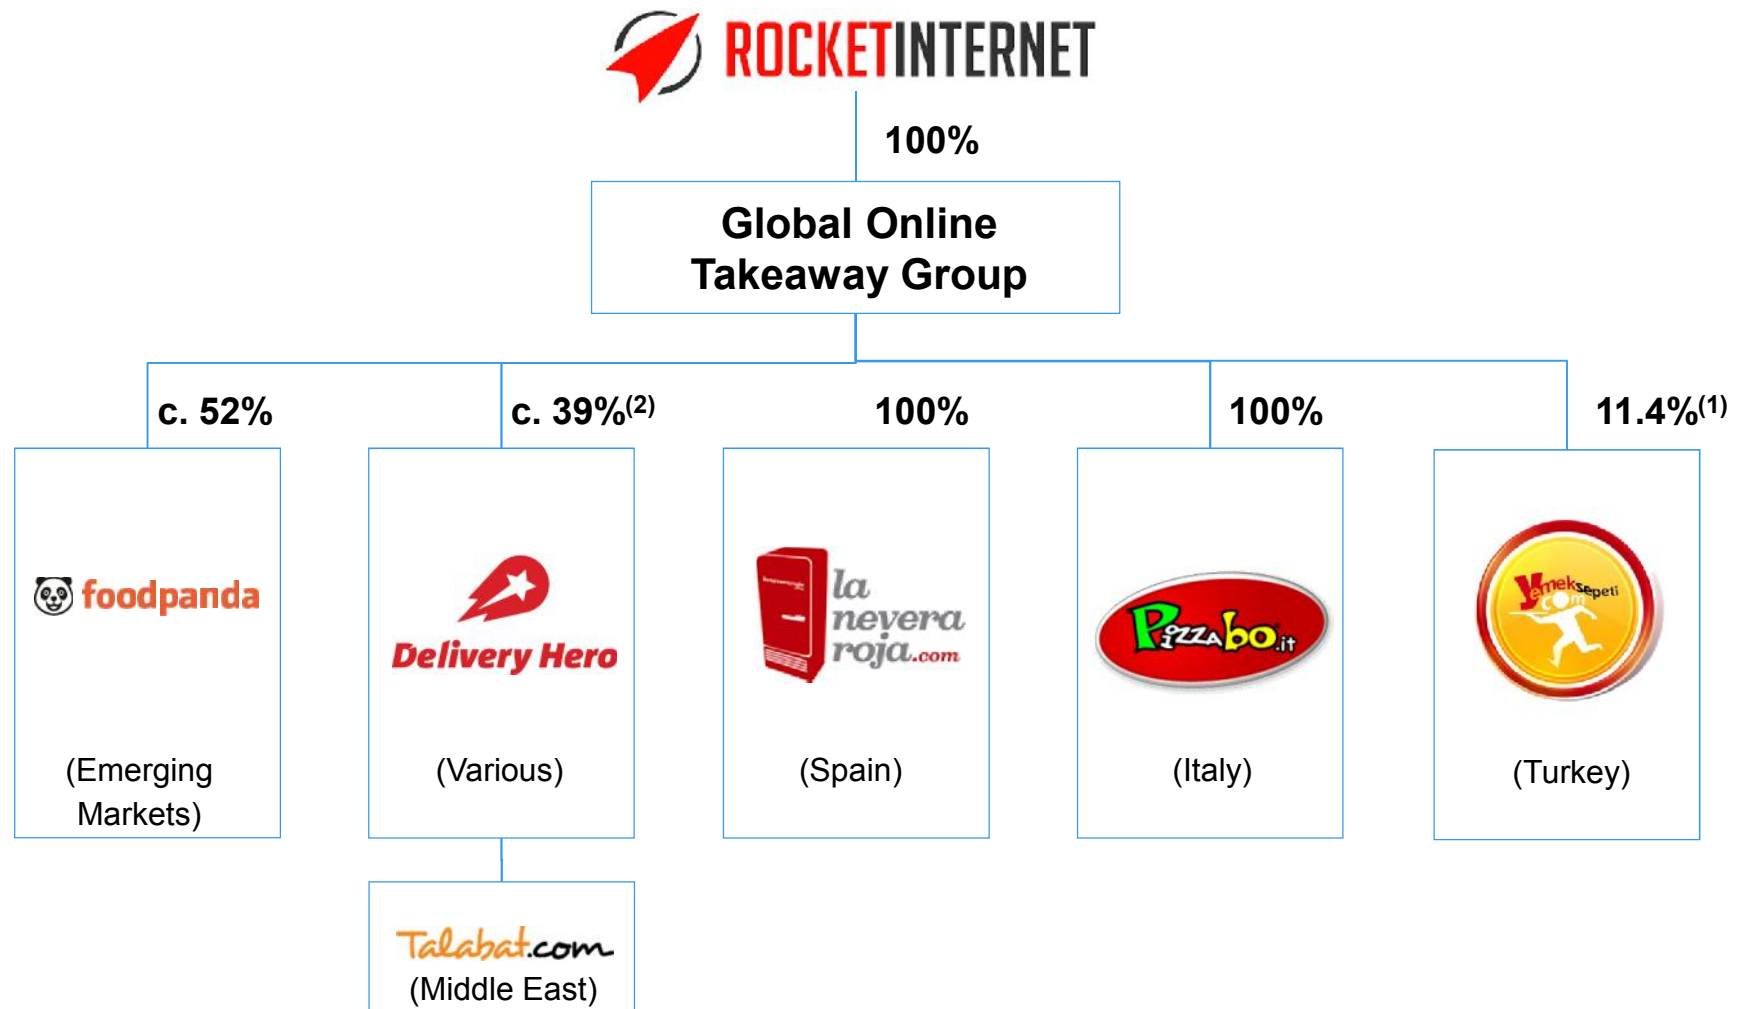 ROCKETINTERNET
100%
Global Online
Takeaway Group
c. 52%
c. 39%(2)
100%
100%
11.4%(1)
foodpanda
(Emerging
Markets)
Delivery Hero
(Various)
la
nevera
roja.com
(Spain)
Pizzabo.it
(Italy)
Yemeksepeti
com
(Turkey)
Talabat.com
(Middle East)